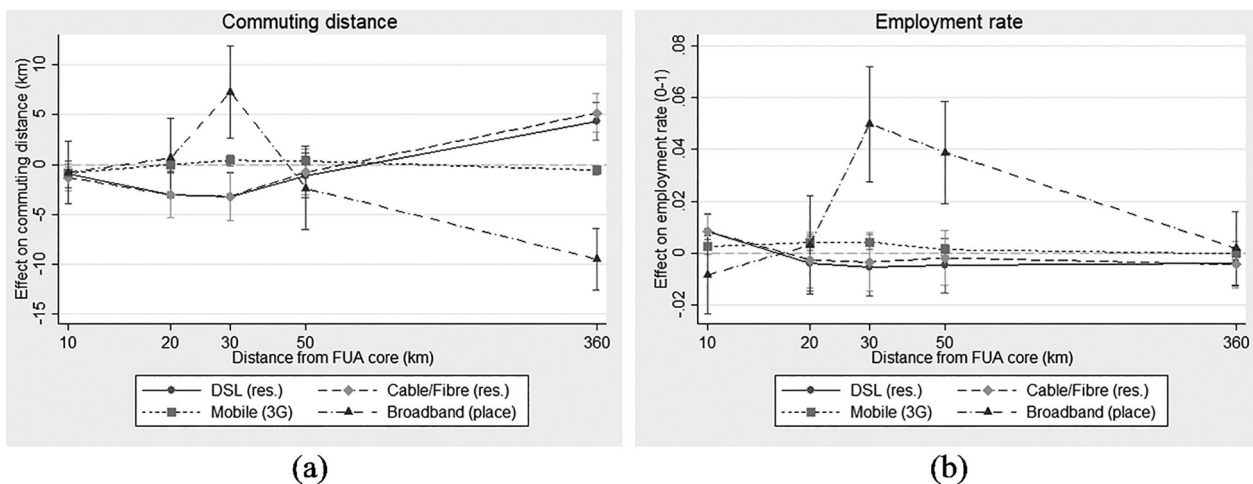 Commuting distance
Effect on commuting distance (km)
10
5
0
-5
-10
-15
10 20 30 50 360
Distance from FUA core (km)
DSL (res.) Cable/Fibre (res.)
Mobile (3G) Broadband (place)
(a)
Employment rate
Effect on employment rate (0-1)
.08
.06
.04
.02
0
-.02
10 20 30 50 360
Distance from FUA core (km)
DSL (res.) Cable/Fibre (res.)
Mobile (3G) Broadband (place)
(b)